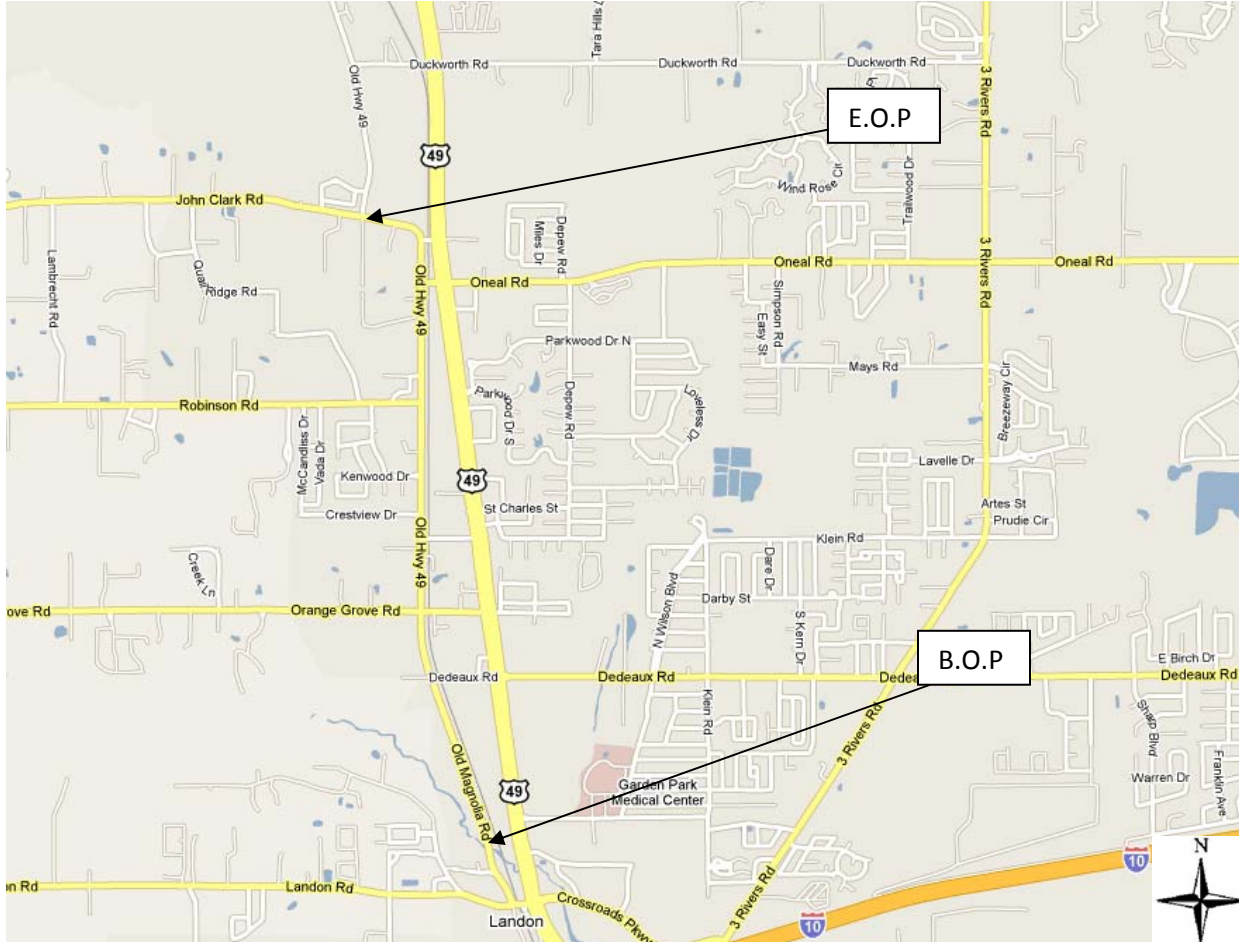 Tara Hills
Old Hwy 49
Duckworth Rd
Duckworth Rd
Duckworth Rd
3 Rivers Rd
E.O.P
49
John Clark Rd
Wind Rose Cir
Trailwood Dr
Lambrecht Rd
Quail
Ridge Rd
Old Hwy 49
Miles Dr
Depew Rd
Oneal Rd
Oneal Rd
3 Rivers Rd
Oneal Rd
Simpson Rd
Easy St
Parkwood Dr N
Mays Rd
Robinson Rd
Parkwood Dr S
Depew Rd
Loveless Dr
Breezeway Cir
McCandliss Dr
Vada Dr
Kenwood Dr
49
Lavelle Dr
Crestview Dr
St Charles St
Artes St
Prudie Cir
Old Hwy 49
Klein Rd
Creek Ln
Dare Dr
N Wilson Blvd
Darby St
ove Rd
Orange Grove Rd
S Kern Dr
B.O.P
E Birch Dr
Dedeaux Rd
Dedeaux Rd
Dedea
Dedeaux Rd
Klein Rd
3 Rivers Rd
Sharp Blvd
Franklin Ave
Old Magnolia Rd
49
Garden Park
Medical Center
Warren Dr
10
N
on Rd
Landon Rd
Crossroads Pkw
3 Rivers Rd
Landon
10